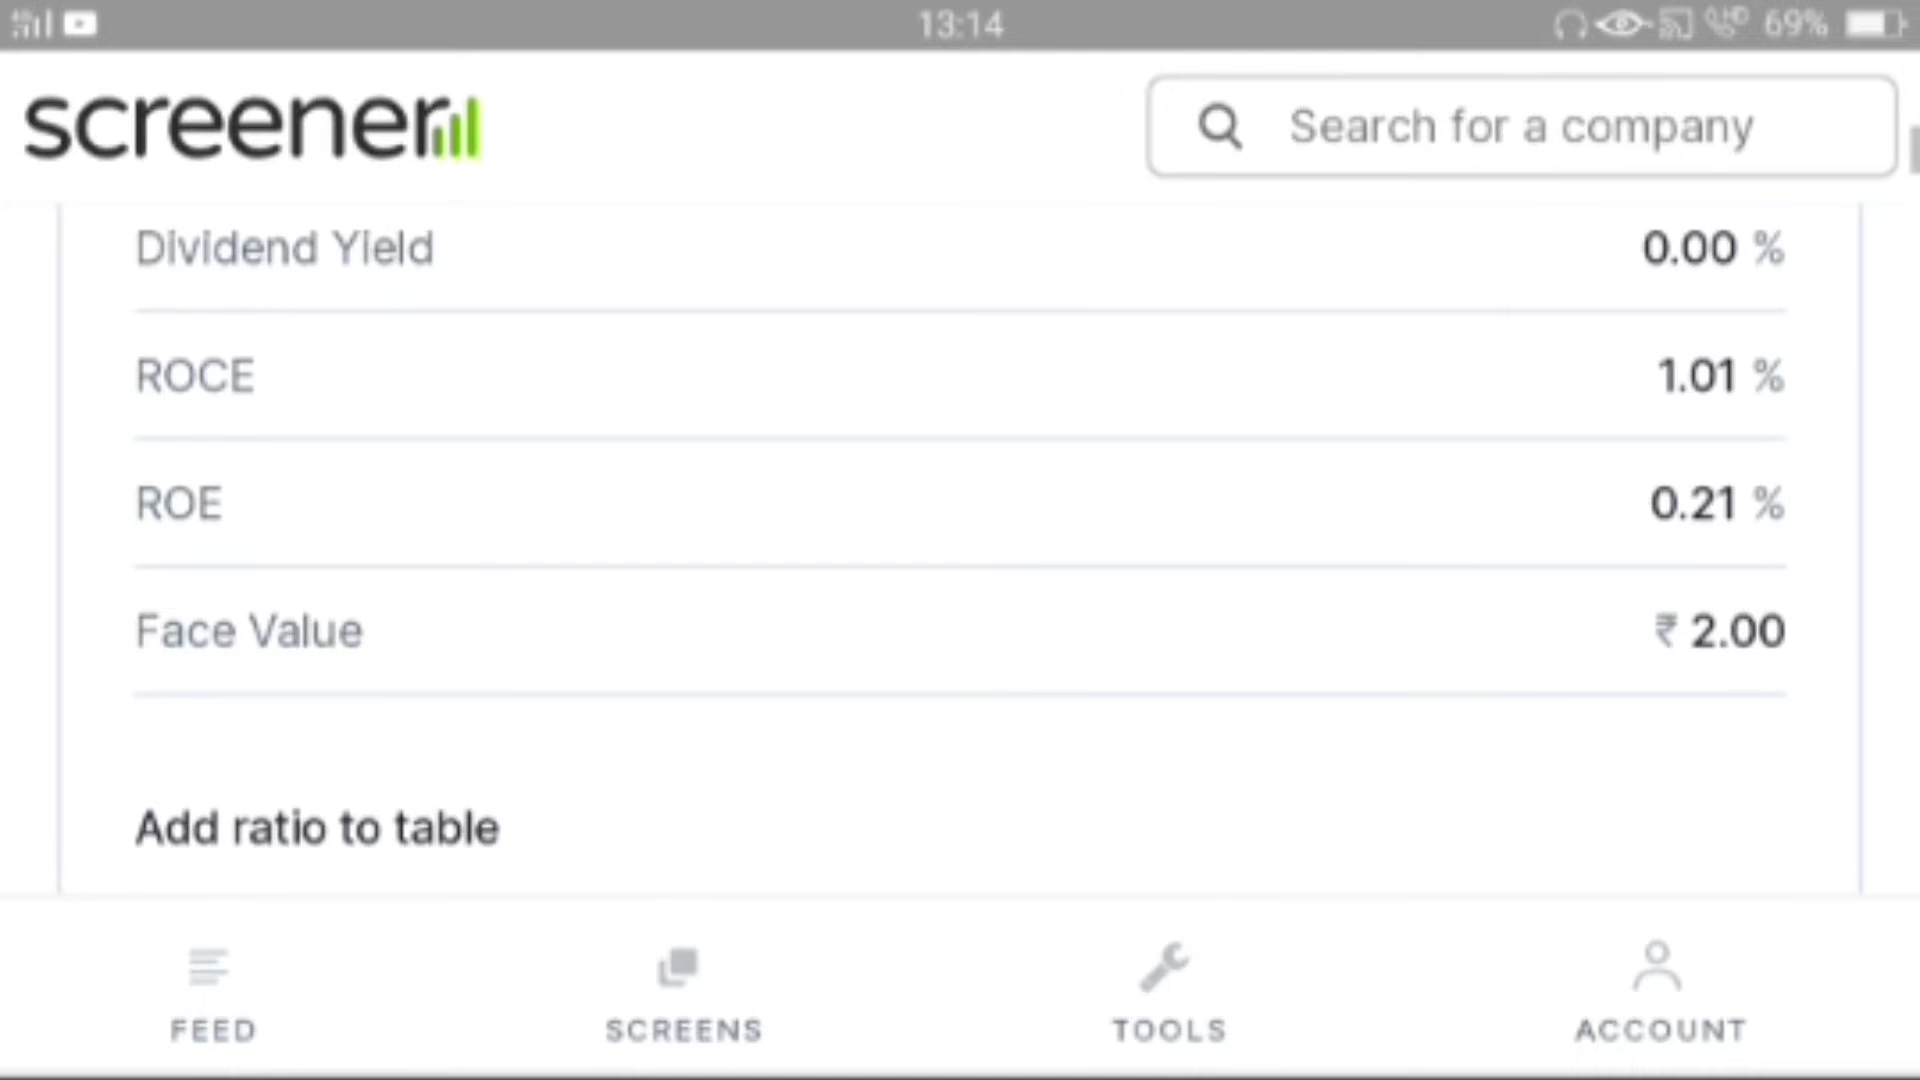 13:14
69%
screener
Search for a company
Dividend Yield 0.00 %
ROCE 1.01 %
ROE 0.21 %
Face Value ₹ 2.00
Add ratio to table
FEED SCREENS TOOLS ACCOUNT